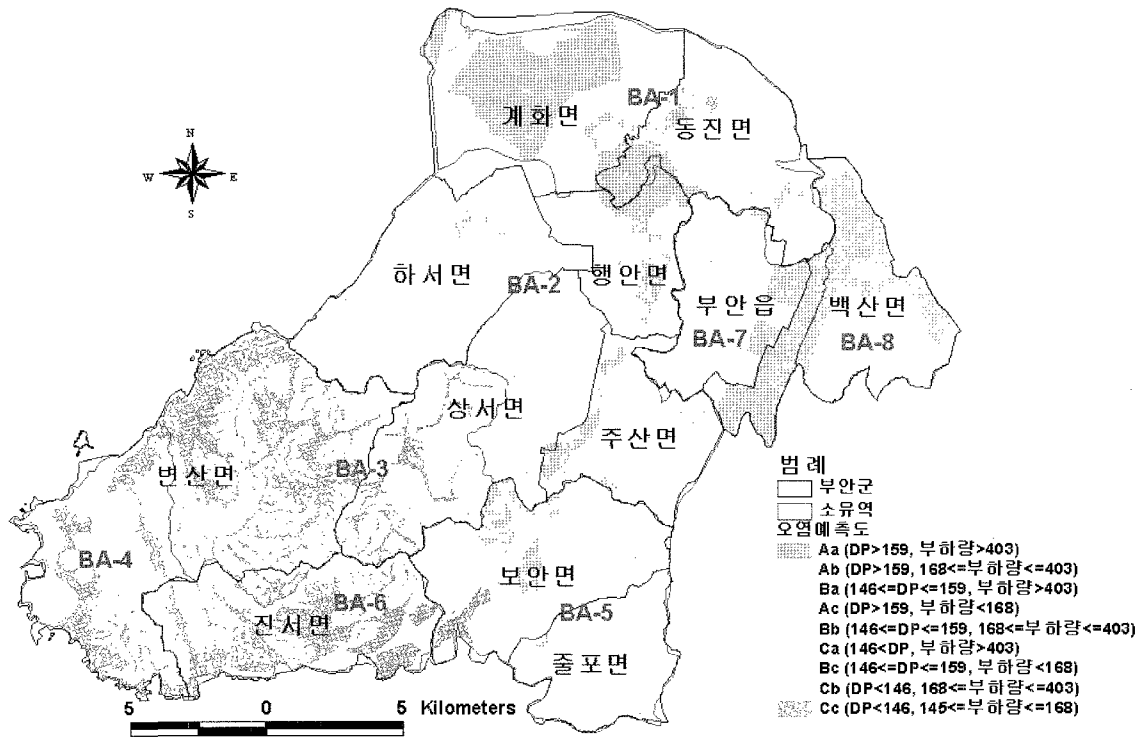 계화면
BA-1
동진면
N
W E
S
하서면
BA-2
행안면
부안읍
BA-7
백산면
BA-8
상서면
주산면
변산면
BA-3
BA-4
보안면
BA-6
진서면
BA-5
줄포면
5 0 5 Kilometers
범례
부안군
소유역
오염예측도
Aa (DP>159, 부하량>403)
Ab (DP>159, 168<=부하량<=403)
Ba (146<=DP<=159, 부하량>403)
Ac (DP>159, 부하량<168)
Bb (146<=DP<=159, 168<=부하량<=403)
Ca (146<DP, 부하량>403)
Bc (146<=DP<=159, 부하량<168)
Cb (DP<146, 168<=부하량<=403)
Cc (DP<146, 145<=부하량<=168)